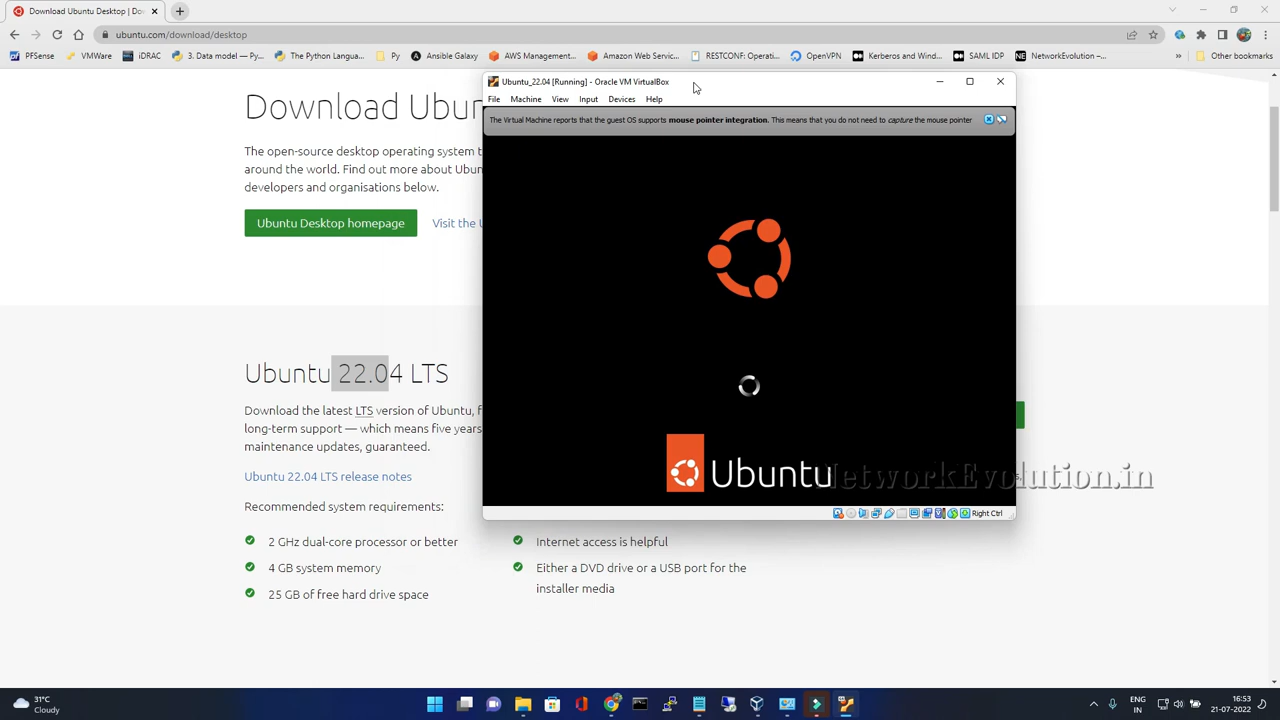 Download Ubuntu Desktop | Dow
ubuntu.com/download/desktop
PFSense
VMWare
iDRAC
3. Data model — Py...
The Python Langua...
Py
Ansible Galaxy
AWS Management...
Amazon Web Servic...
RESTCONF: Operati...
OpenVPN
Kerberos and Wind...
SAML IDP
NetworkEvolution –...
»
Other bookmarks
Download Ubun
The open-source desktop operating system t
around the world. Find out more about Ubun
developers and organisations below.
Ubuntu Desktop homepage
Visit the U
Ubuntu_22.04 [Running] - Oracle VM VirtualBox
File Machine View Input Devices Help
The Virtual Machine reports that the guest OS supports mouse pointer integration. This means that you do not need to capture the mouse pointer
Ubuntu
Right Ctrl
NetworkEvolution.in
Ubuntu 22.04 LTS
Download the latest LTS version of Ubuntu, f
long-term support — which means five years
maintenance updates, guaranteed.
Ubuntu 22.04 LTS release notes
Recommended system requirements:
2 GHz dual-core processor or better
4 GB system memory
25 GB of free hard drive space
Internet access is helpful
Either a DVD drive or a USB port for the
installer media
31°C
Cloudy
ENG
IN
16:53
21-07-2022